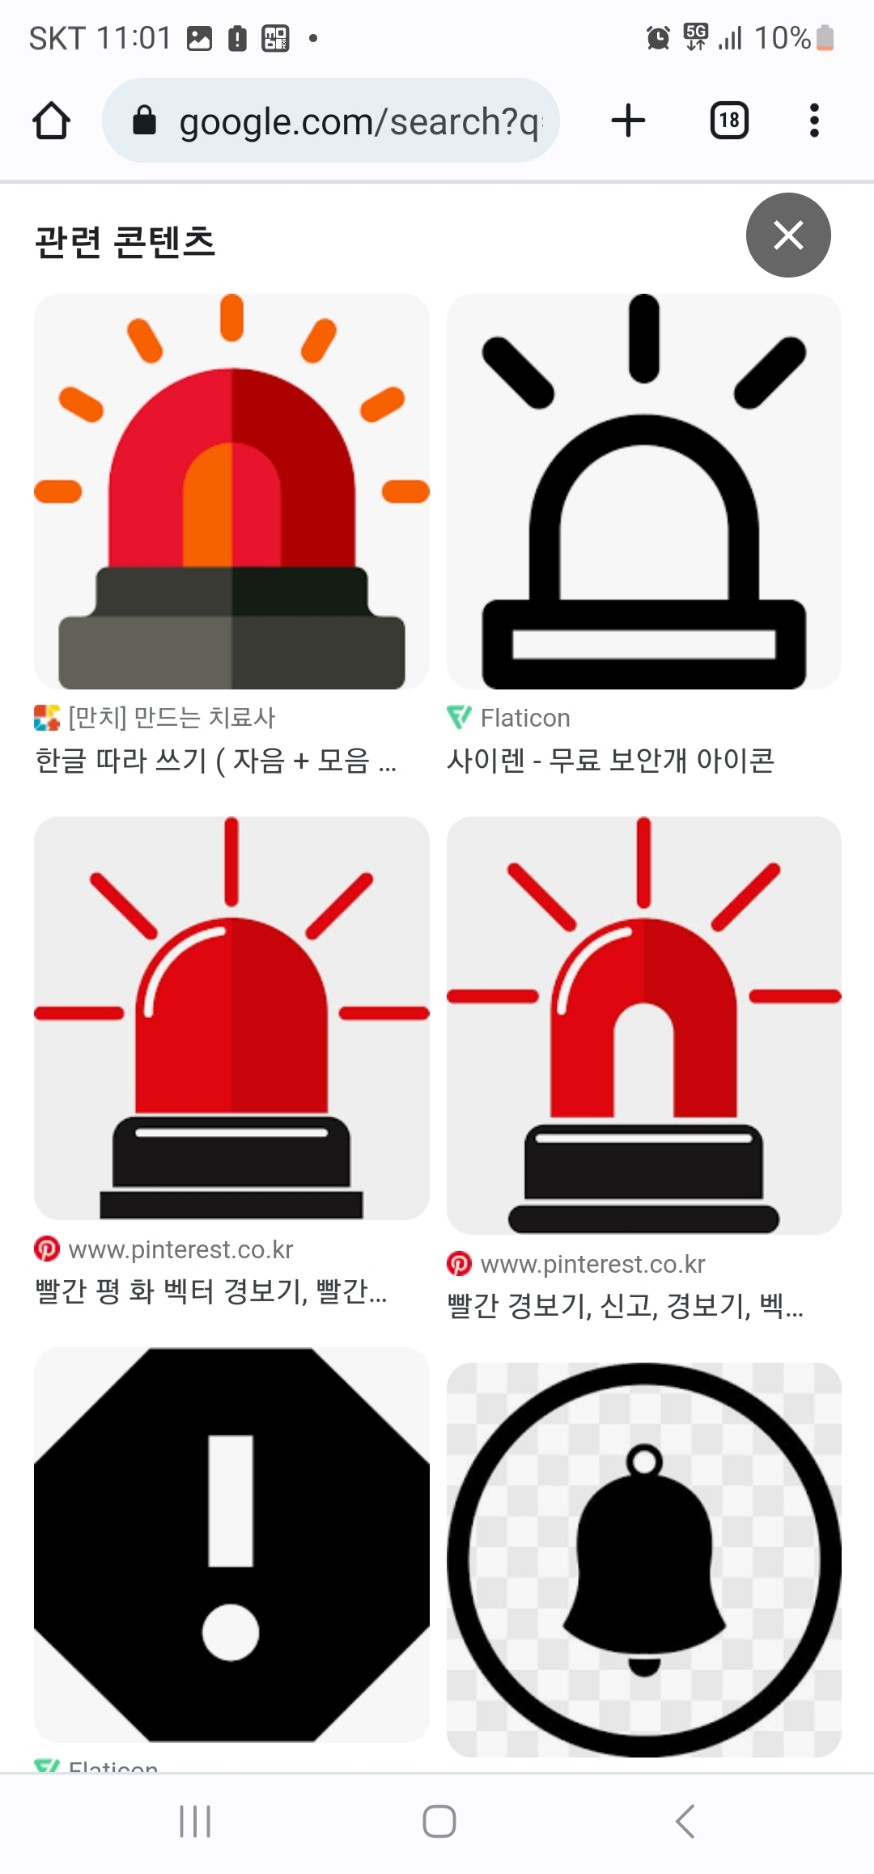 SKT 11:01
5G
10%
google.com/search?q
18
관련 콘텐츠
[만치] 만드는 치료사
한글 따라 쓰기 ( 자음 + 모음 ...
Flaticon
사이렌 - 무료 보안개 아이콘
www.pinterest.co.kr
빨간 평 화 벡터 경보기, 빨간...
www.pinterest.co.kr
빨간 경보기, 신고, 경보기, 벡...
Flaticon